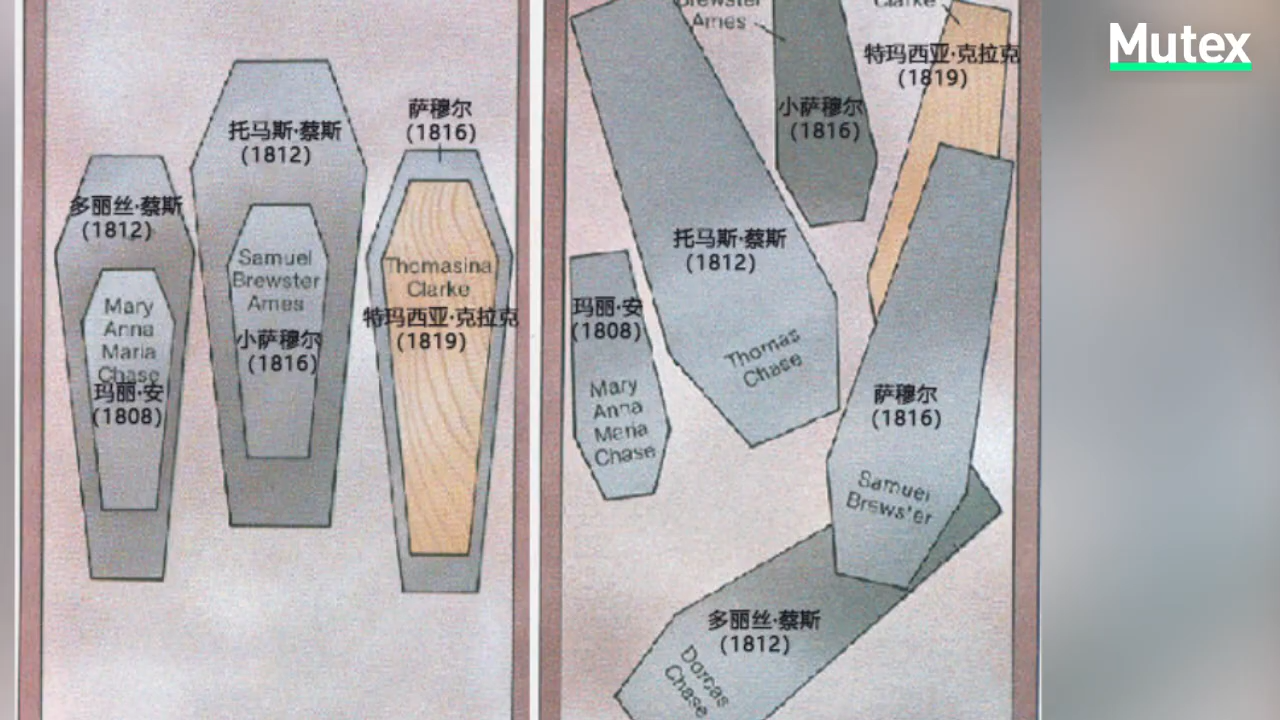 Mutex
萨穆尔
(1816)
托马斯·蔡斯
(1812)
多丽丝·蔡斯
(1812)
Samuel
Brewster
Ames
小萨穆尔
(1816)
Thomasina
Clarke
特玛西亚·克拉克
(1819)
Mary
Anna
Maria
Chase
玛丽·安
(1808)
Brewster
Ames
Clarke
特玛西亚·克拉克
(1819)
小萨穆尔
(1816)
托马斯·蔡斯
(1812)
Thomas
Chase
玛丽·安
(1808)
Mary
Anna
Maria
Chase
萨穆尔
(1816)
Samuel
Brewster
多丽丝·蔡斯
(1812)
Dorcas
Chase